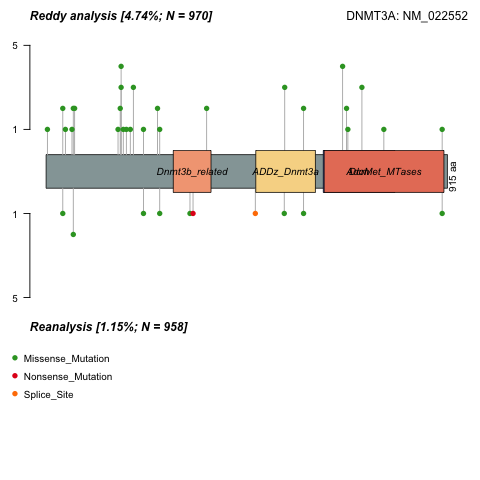 Reddy analysis [4.74%; N = 970]
DNMT3A: NM_022552
5
1
Dnmt3b_related
ADDz_Dnmt3a
AdoMet_MTases
915 aa
1
5
Reanalysis [1.15%; N = 958]
Missense_Mutation
Nonsense_Mutation
Splice_Site